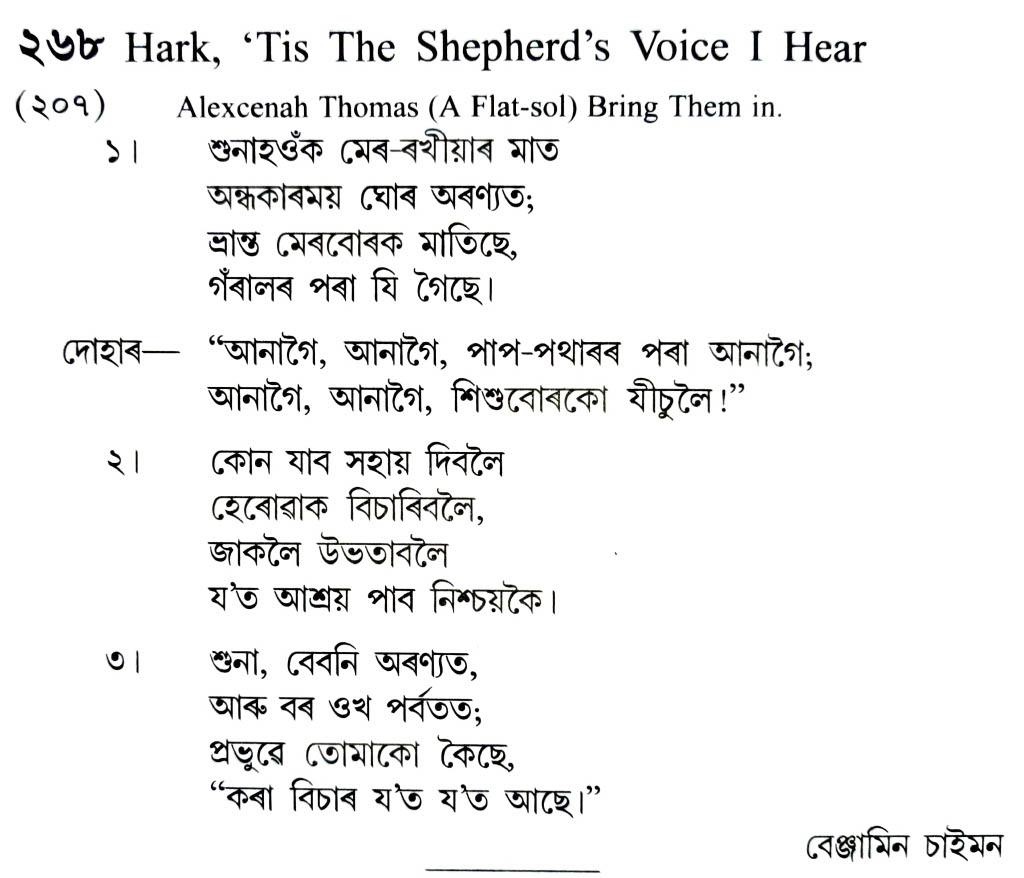 ২৬৮ Hark, ‘Tis The Shepherd’s Voice I Hear
(২০৭) Alexcenah Thomas (A Flat-sol) Bring Them in.
১। শুনাহওঁক মেৰ-ৰখীয়াৰ মাত
অন্ধকাৰময় ঘোৰ অৰণ্যত;
ভ্ৰান্ত মেৰবোৰক মাতিছে,
গঁৰালৰ পৰা যি গৈছে।
দোহাৰ— “আনাগৈ, আনাগৈ, পাপ-পথাৰৰ পৰা আনাগৈ;
আনাগৈ, আনাগৈ, শিশুবোৰকো যীচুলৈ!”
২। কোন যাব সহায় দিবলৈ
হেৰোৱাক বিচাৰিবলৈ,
জাকলৈ উভতাবলৈ
য’ত আশ্ৰয় পাব নিশ্চয়কৈ।
৩। শুনা, বেবনি অৰণ্যত,
আৰু বৰ ওখ পৰ্বতত;
প্ৰভুৱে তোমাকো কৈছে,
“কৰা বিচাৰ য’ত য’ত আছে।”
বেঞ্জামিন চাইমন